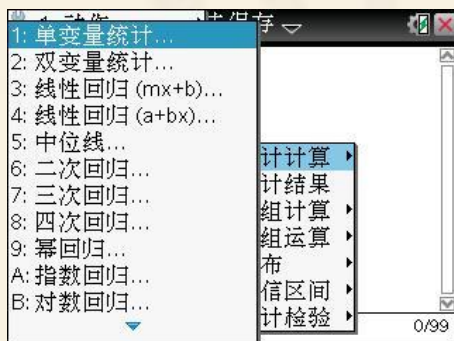 存
1: 单变量统计...
2: 双变量统计...
3: 线性回归 (mx+b)...
4: 线性回归 (a+bx)...
5: 中位线...
6: 二次回归...
7: 三次回归...
8: 四次回归...
9: 幂回归...
A: 指数回归...
B: 对数回归...
计计算
计结果
组计算
组运算
布
信区间
计检验
0/99